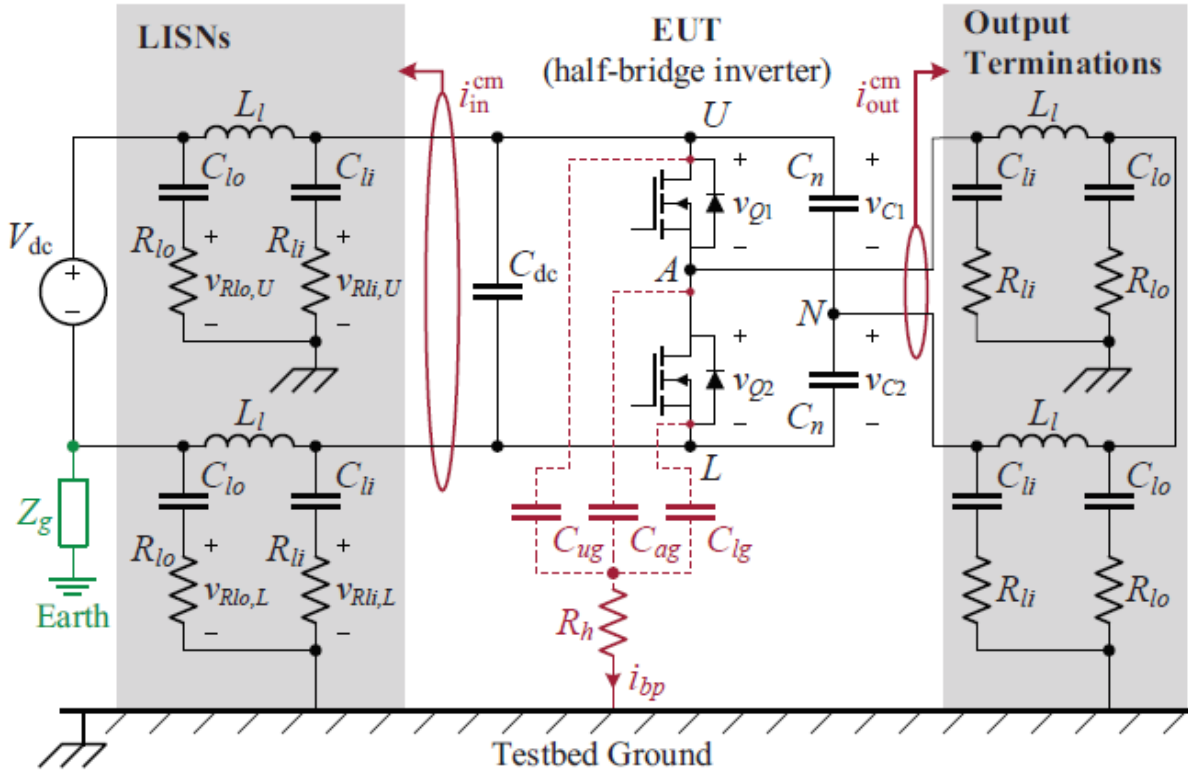 LISNs
EUT
(half-bridge inverter)
Output
Terminations
i_in^cm
i_out^cm
L_l
C_lo
C_li
R_lo
v_Rlo,U
R_li
v_Rli,U
+
−
+
−
V_dc
+
−
C_dc
U
+
v_Q1
−
C_n
+
v_C1
−
A
N
+
v_Q2
−
C_n
+
v_C2
−
L
L_l
C_li
C_lo
R_li
R_lo
L_l
C_lo
C_li
R_lo
+
v_Rlo,L
−
R_li
+
v_Rli,L
−
Z_g
Earth
C_ug
C_ag
C_lg
R_h
i_bp
L_l
C_li
C_lo
R_li
R_lo
Testbed Ground